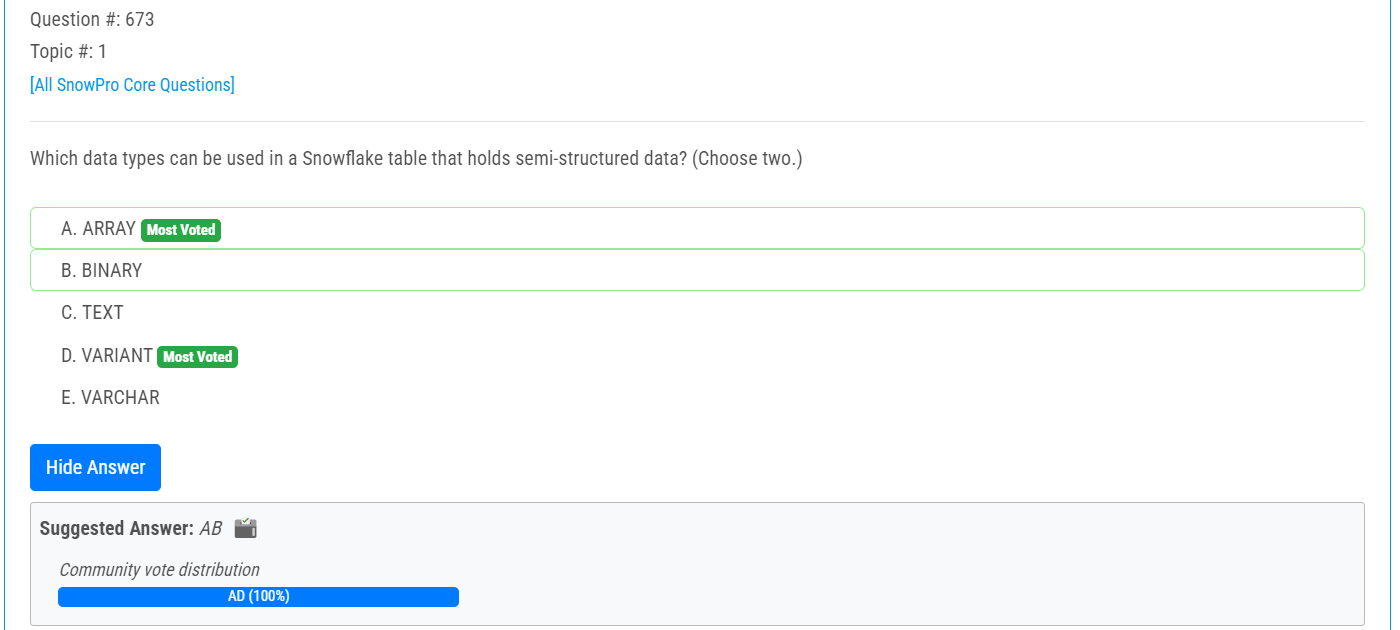 Question #: 673
Topic #: 1
[All SnowPro Core Questions]
Which data types can be used in a Snowflake table that holds semi-structured data? (Choose two.)
A. ARRAY Most Voted
B. BINARY
C. TEXT
D. VARIANT Most Voted
E. VARCHAR
Hide Answer
Suggested Answer: AB
Community vote distribution
AD (100%)